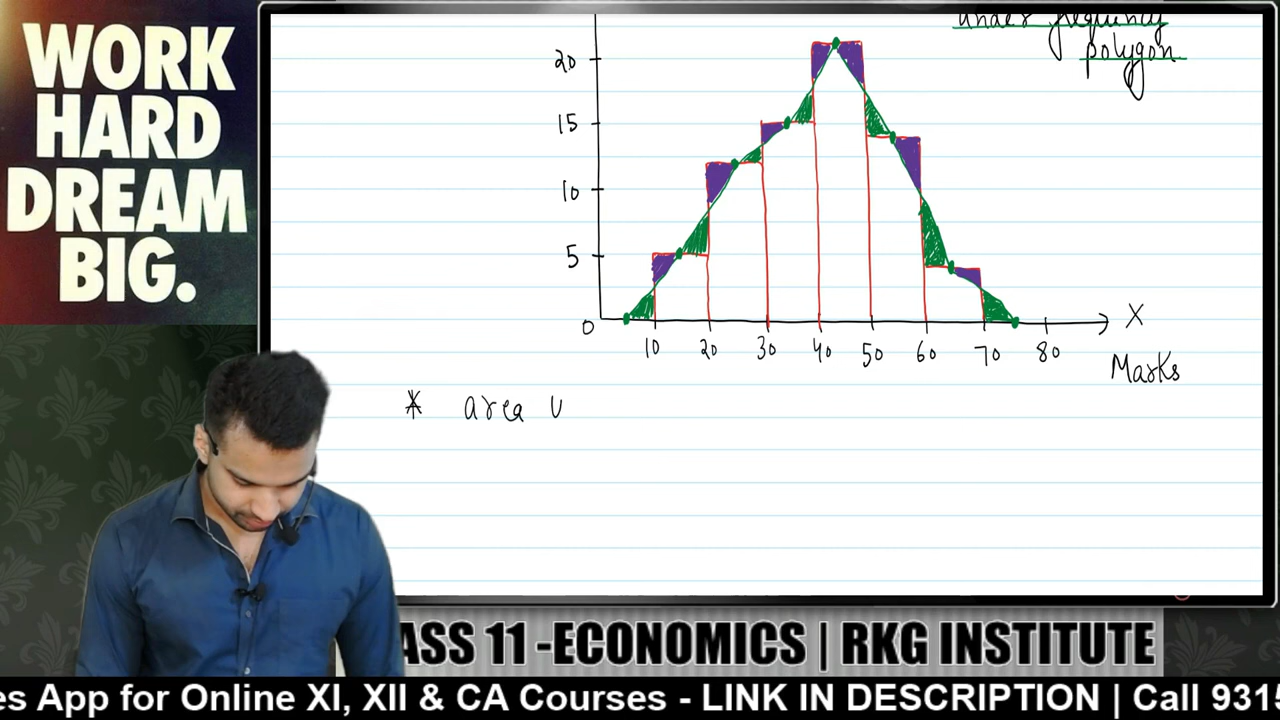 WORK
HARD
DREAM
BIG.
under frequency
polygon
20
15
10
5
0
10 20 30 40 50 60 70 80
X
Marks
* area u
ASS 11 -ECONOMICS | RKG INSTITUTE
es App for Online XI, XII & CA Courses - LINK IN DESCRIPTION | Call 9315